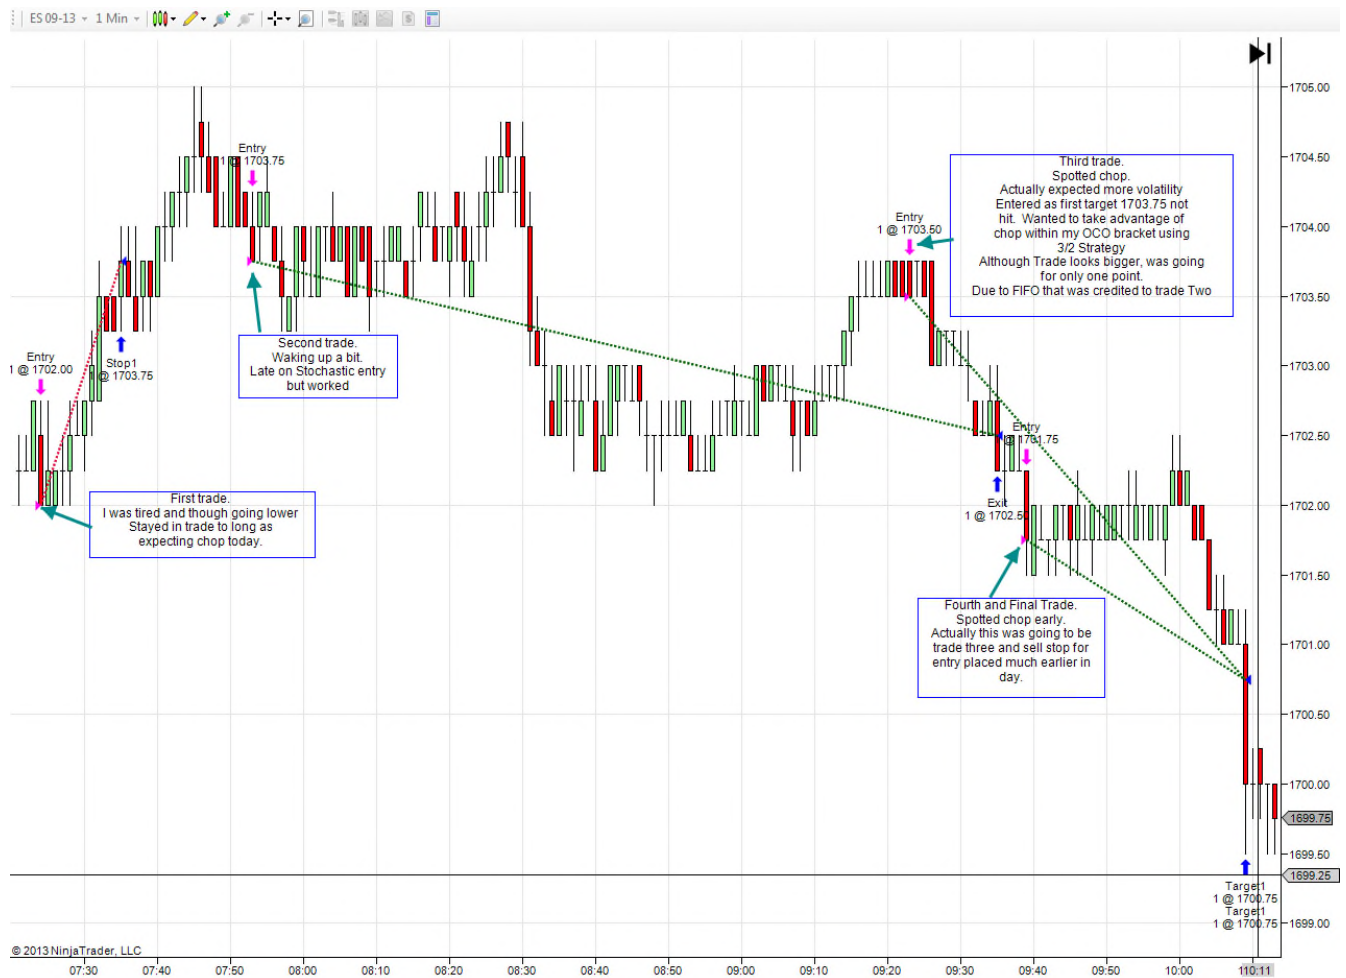 ES 09-13 1 Min
Entry
1 @ 1703.75
Third trade.
Spotted chop.
Actually expected more volatility
Entered as first target 1703.75 not
hit. Wanted to take advantage of
chop within my OCO bracket using
3/2 Strategy
Although Trade looks bigger, was going
for only one point.
Due to FIFO that was credited to trade Two
Entry
1 @ 1703.50
Entry
1 @ 1702.00
Stop1
1 @ 1703.75
Second trade.
Waking up a bit.
Late on Stochastic entry
but worked
First trade.
I was tired and though going lower
Stayed in trade to long as
expecting chop today.
Entry
1 @ 1701.75
Exit
1 @ 1702.50
Fourth and Final Trade.
Spotted chop early.
Actually this was going to be
trade three and sell stop for
entry placed much earlier in
day.
Target1
1 @ 1700.75
Target1
1 @ 1700.75
1705.00
1704.50
1704.00
1703.50
1703.00
1702.50
1702.00
1701.50
1701.00
1700.50
1700.00
1699.75
1699.50
1699.25
1699.00
© 2013 NinjaTrader, LLC
07:30 07:40 07:50 08:00 08:10 08:20 08:30 08:40 08:50 09:00 09:10 09:20 09:30 09:40 09:50 10:00 10:11